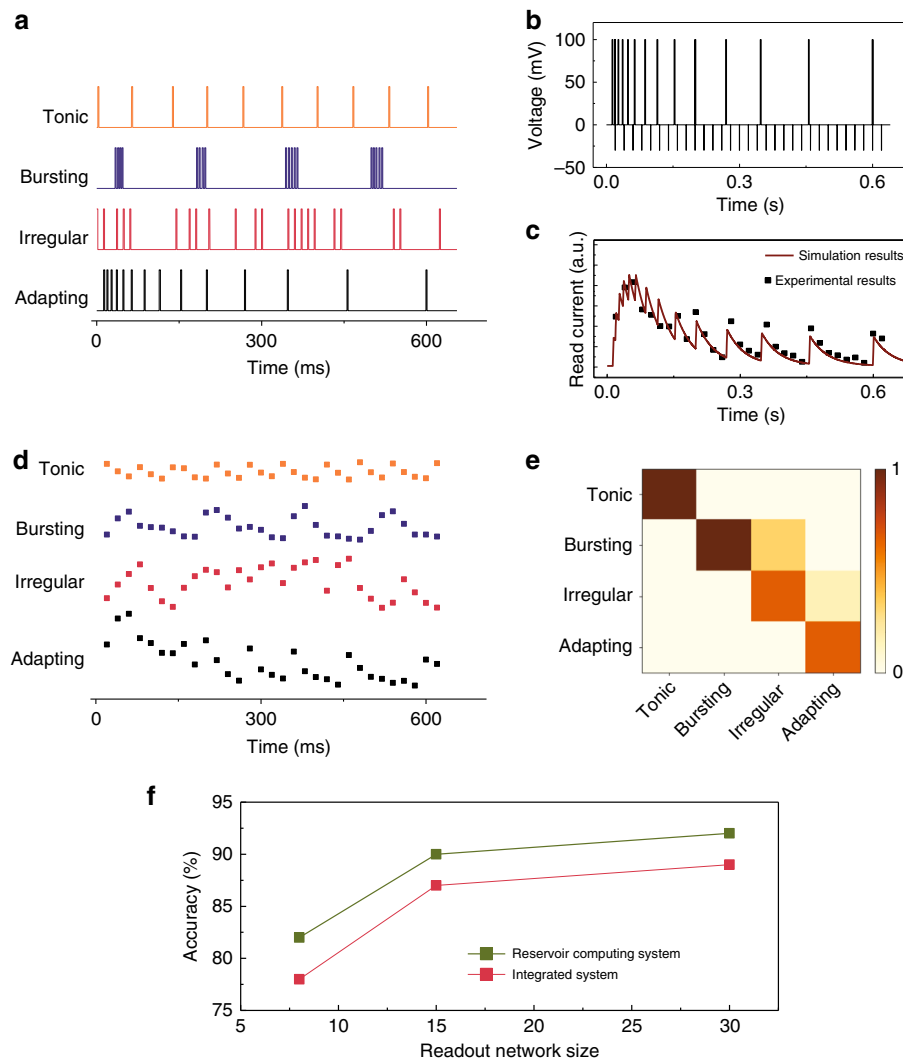 a
Tonic
Bursting
Irregular
Adapting
0
300
600
Time (ms)
b
Voltage (mV)
100
50
0
–50
0.0
0.3
0.6
Time (s)
c
Read current (a.u.)
Simulation results
Experimental results
0.0
0.3
0.6
Time (s)
d
Tonic
Bursting
Irregular
Adapting
0
300
600
Time (ms)
e
Tonic
Bursting
Irregular
Adapting
Tonic
Bursting
Irregular
Adapting
1
0
f
Accuracy (%)
95
90
85
80
75
Reservoir computing system
Integrated system
5
10
15
20
25
30
Readout network size